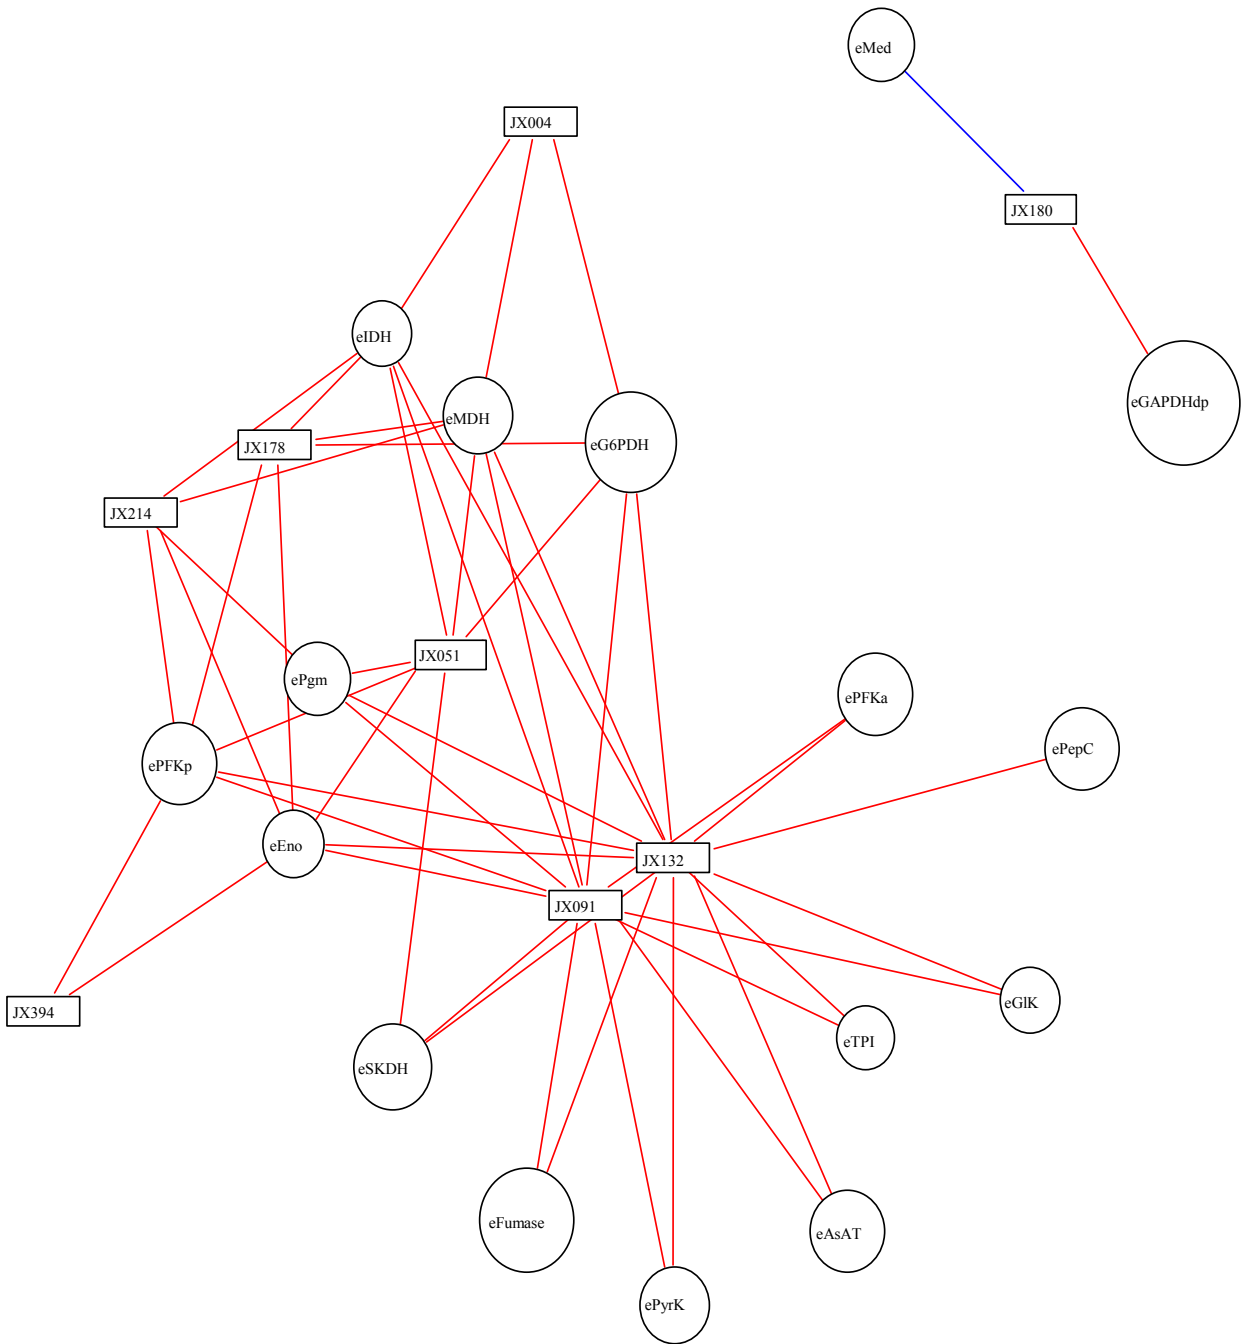 eMed
JX004
JX180
eIDH
eGAPDHdp
eMDH
eG6PDH
JX178
JX214
JX051
ePgm
ePFKa
ePepC
ePFKp
eEno
JX132
JX091
eGlK
JX394
eTPI
eSKDH
eFumase
eAsAT
ePyrK